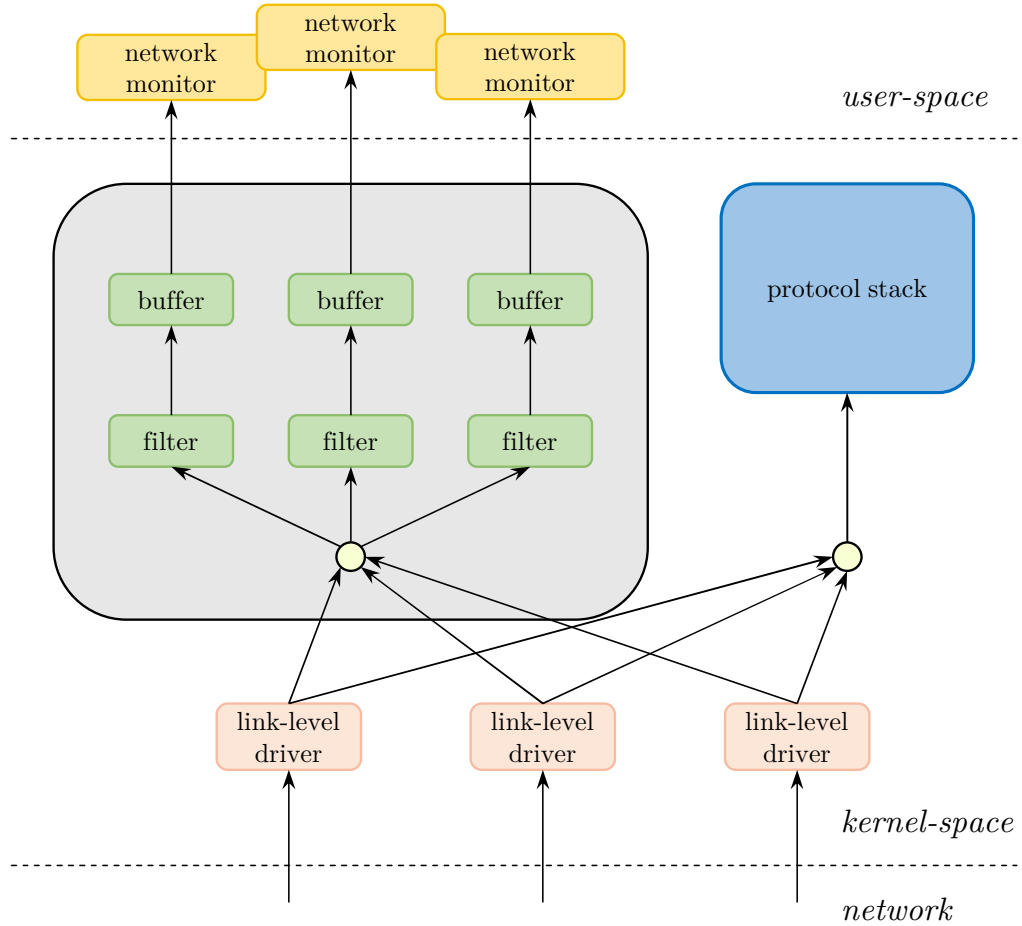 network
monitor
network
monitor
network
monitor
user-space
protocol stack
buffer
buffer
buffer
filter
filter
filter
link-level
driver
link-level
driver
link-level
driver
kernel-space
network